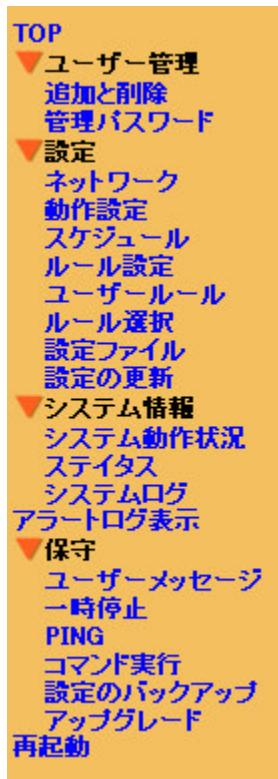 TOP
▼ユーザー管理
追加と削除
管理パスワード
▼設定
ネットワーク
動作設定
スケジュール
ルール設定
ユーザールール
ルール選択
設定ファイル
設定の更新
▼システム情報
システム動作状況
ステイタス
システムログ
アラートログ表示
▼保守
ユーザーメッセージ
一時停止
PING
コマンド実行
設定のバックアップ
アップグレード
再起動